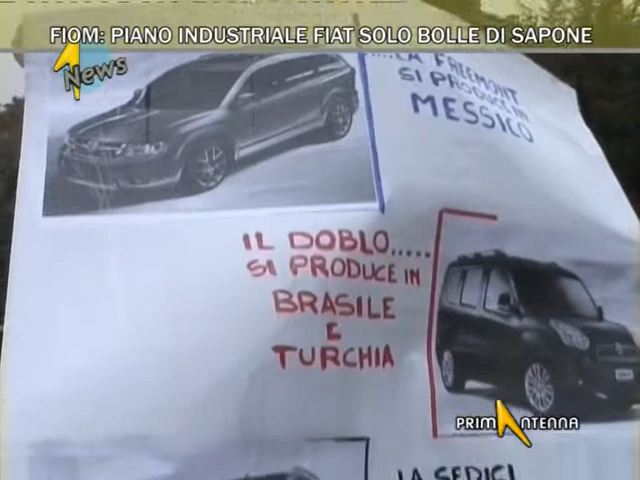 FIOM: PIANO INDUSTRIALE FIAT SOLO BOLLE DI SAPONE
News
....LA FREEMONT
SI PRODUCE IN
MESSICO
IL DOBLO.....
SI PRODUCE IN
BRASILE
E
TURCHIA
PRIMANTENNA
LA SEDICI